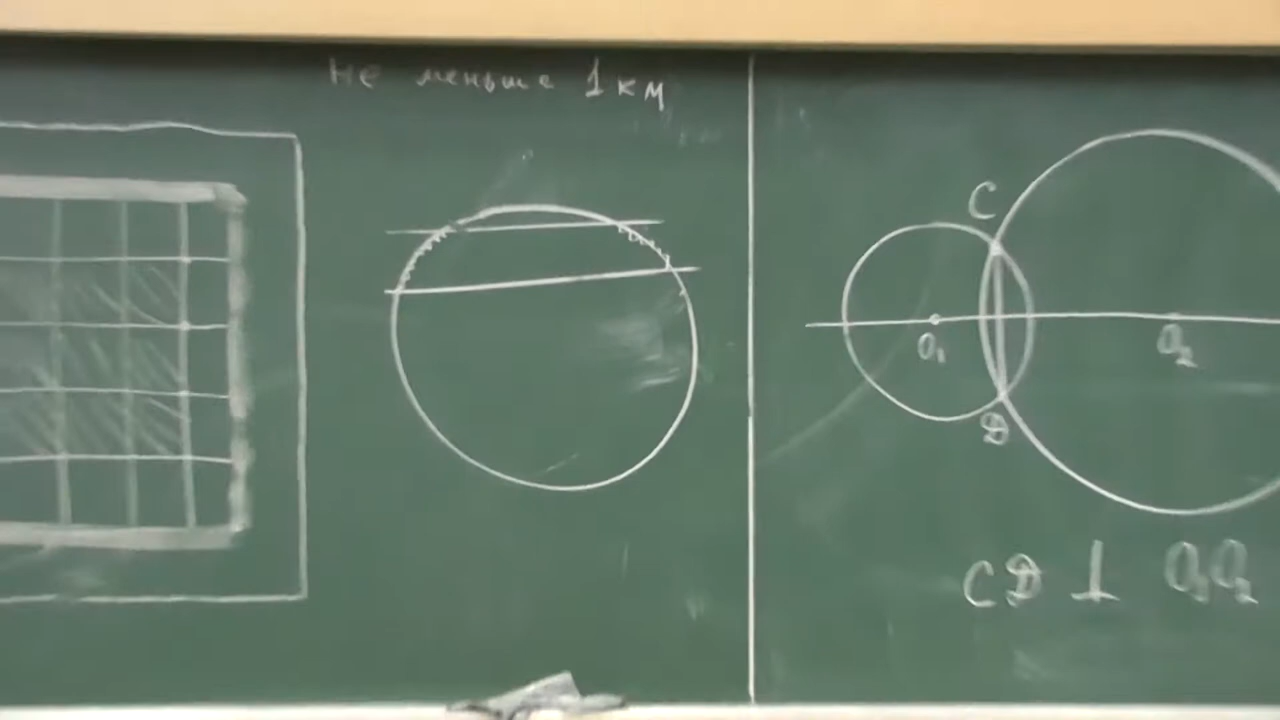 не меньше 1 км
C
O₁
O₂
D
CD ⊥ O₁O₂